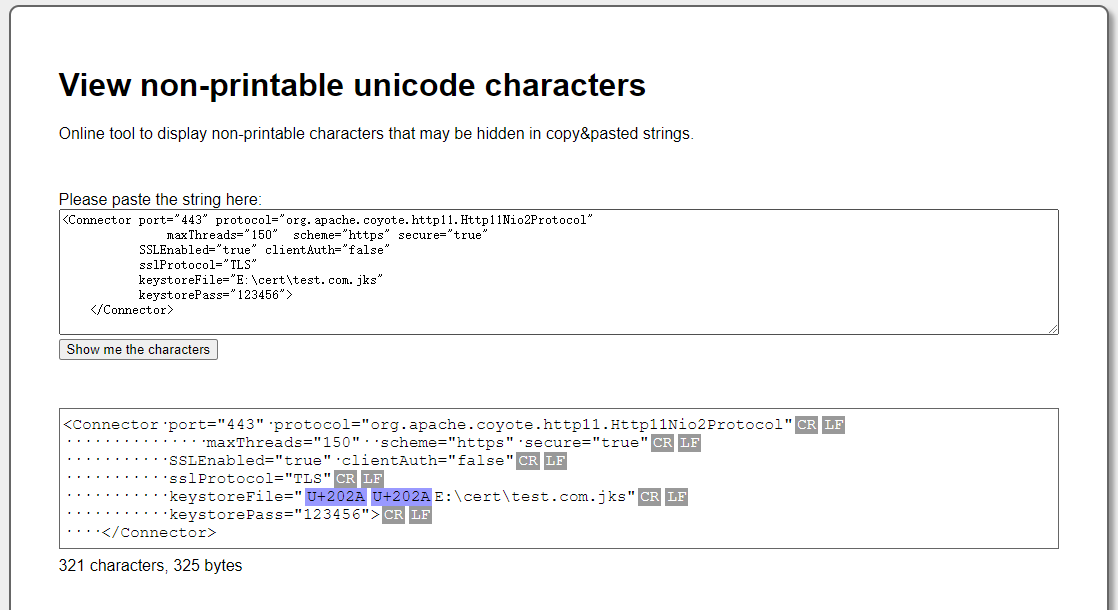 View non-printable unicode characters
Online tool to display non-printable characters that may be hidden in copy&pasted strings.
Please paste the string here:
<Connector port="443" protocol="org.apache.coyote.http11.Http11Nio2Protocol"
maxThreads="150"  scheme="https" secure="true"
SSLEnabled="true" clientAuth="false"
sslProtocol="TLS"
keystoreFile="E:\cert\test.com.jks"
keystorePass="123456">
</Connector>
Show me the characters
<Connector·port="443"·protocol="org.apache.coyote.http11.Http11Nio2Protocol"CR LF
···············maxThreads="150"··scheme="https"·secure="true"CR LF
···········SSLEnabled="true"·clientAuth="false"CR LF
···········sslProtocol="TLS"CR LF
···········keystoreFile="U+202A U+202A E:\cert\test.com.jks"CR LF
···········keystorePass="123456">CR LF
····</Connector>
321 characters, 325 bytes